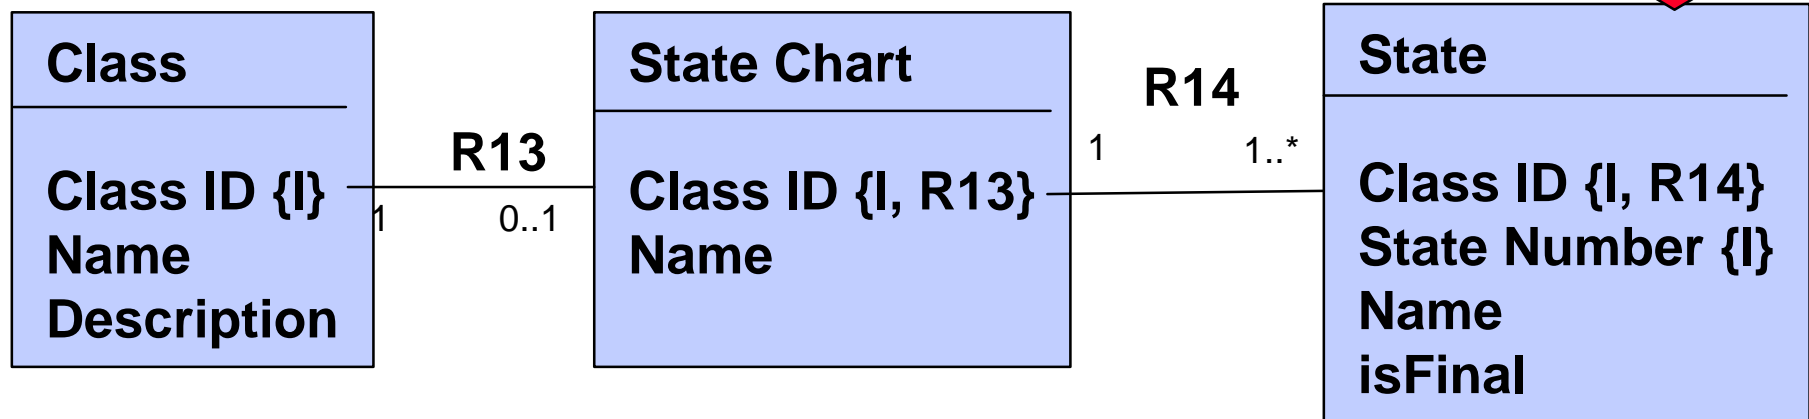 Class
Class ID {I}
Name
Description
R13
1
0..1
State Chart
Class ID {I, R13}
Name
R14
1
1..*
State
Class ID {I, R14}
State Number {I}
Name
isFinal